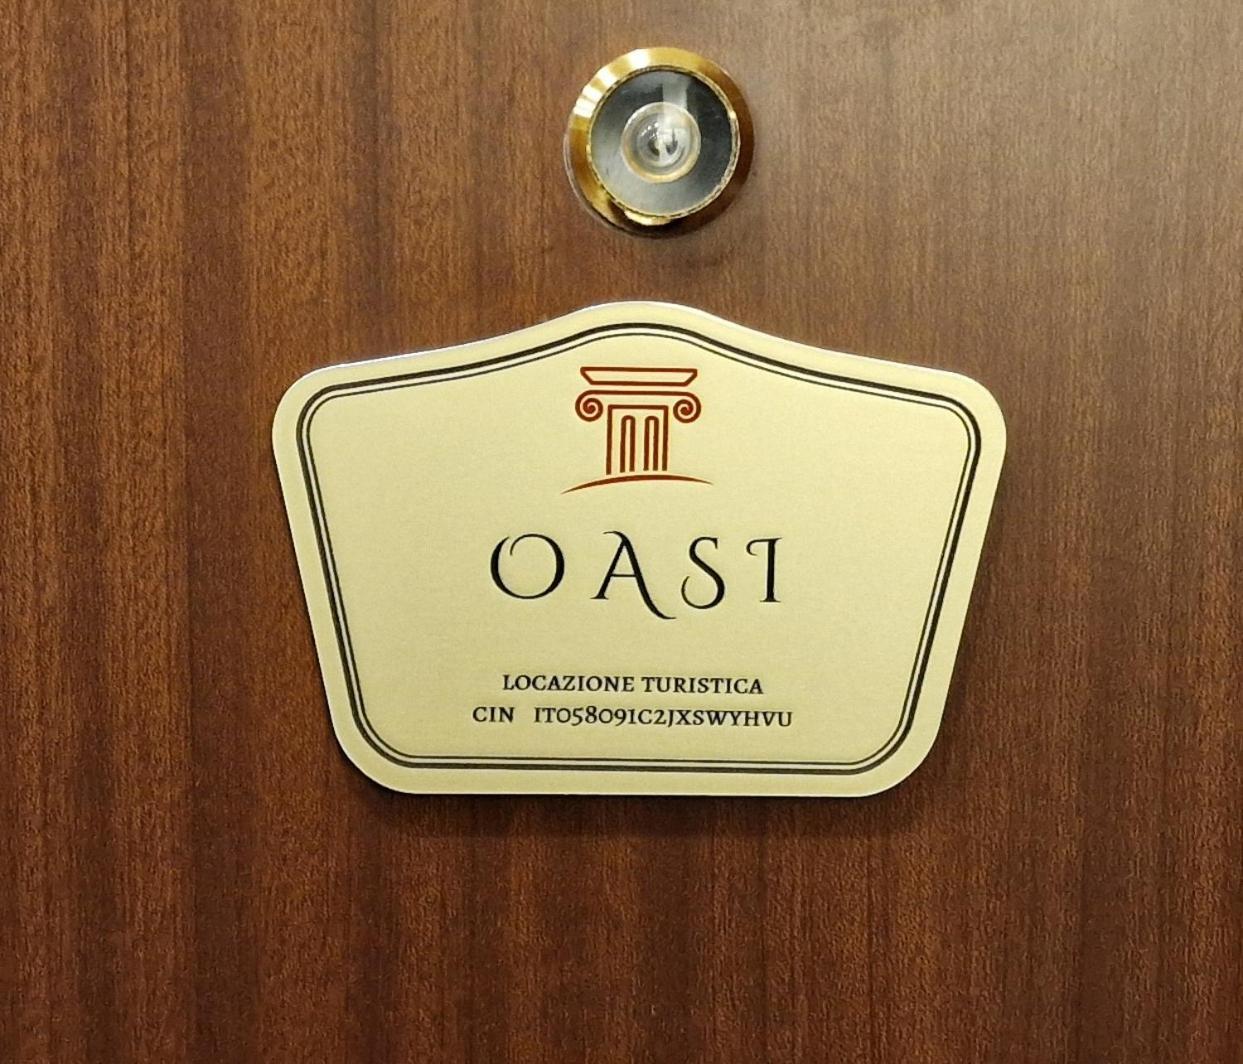 OASI
LOCAZIONE TURISTICA
CIN IT058091C2JXSWYHVU